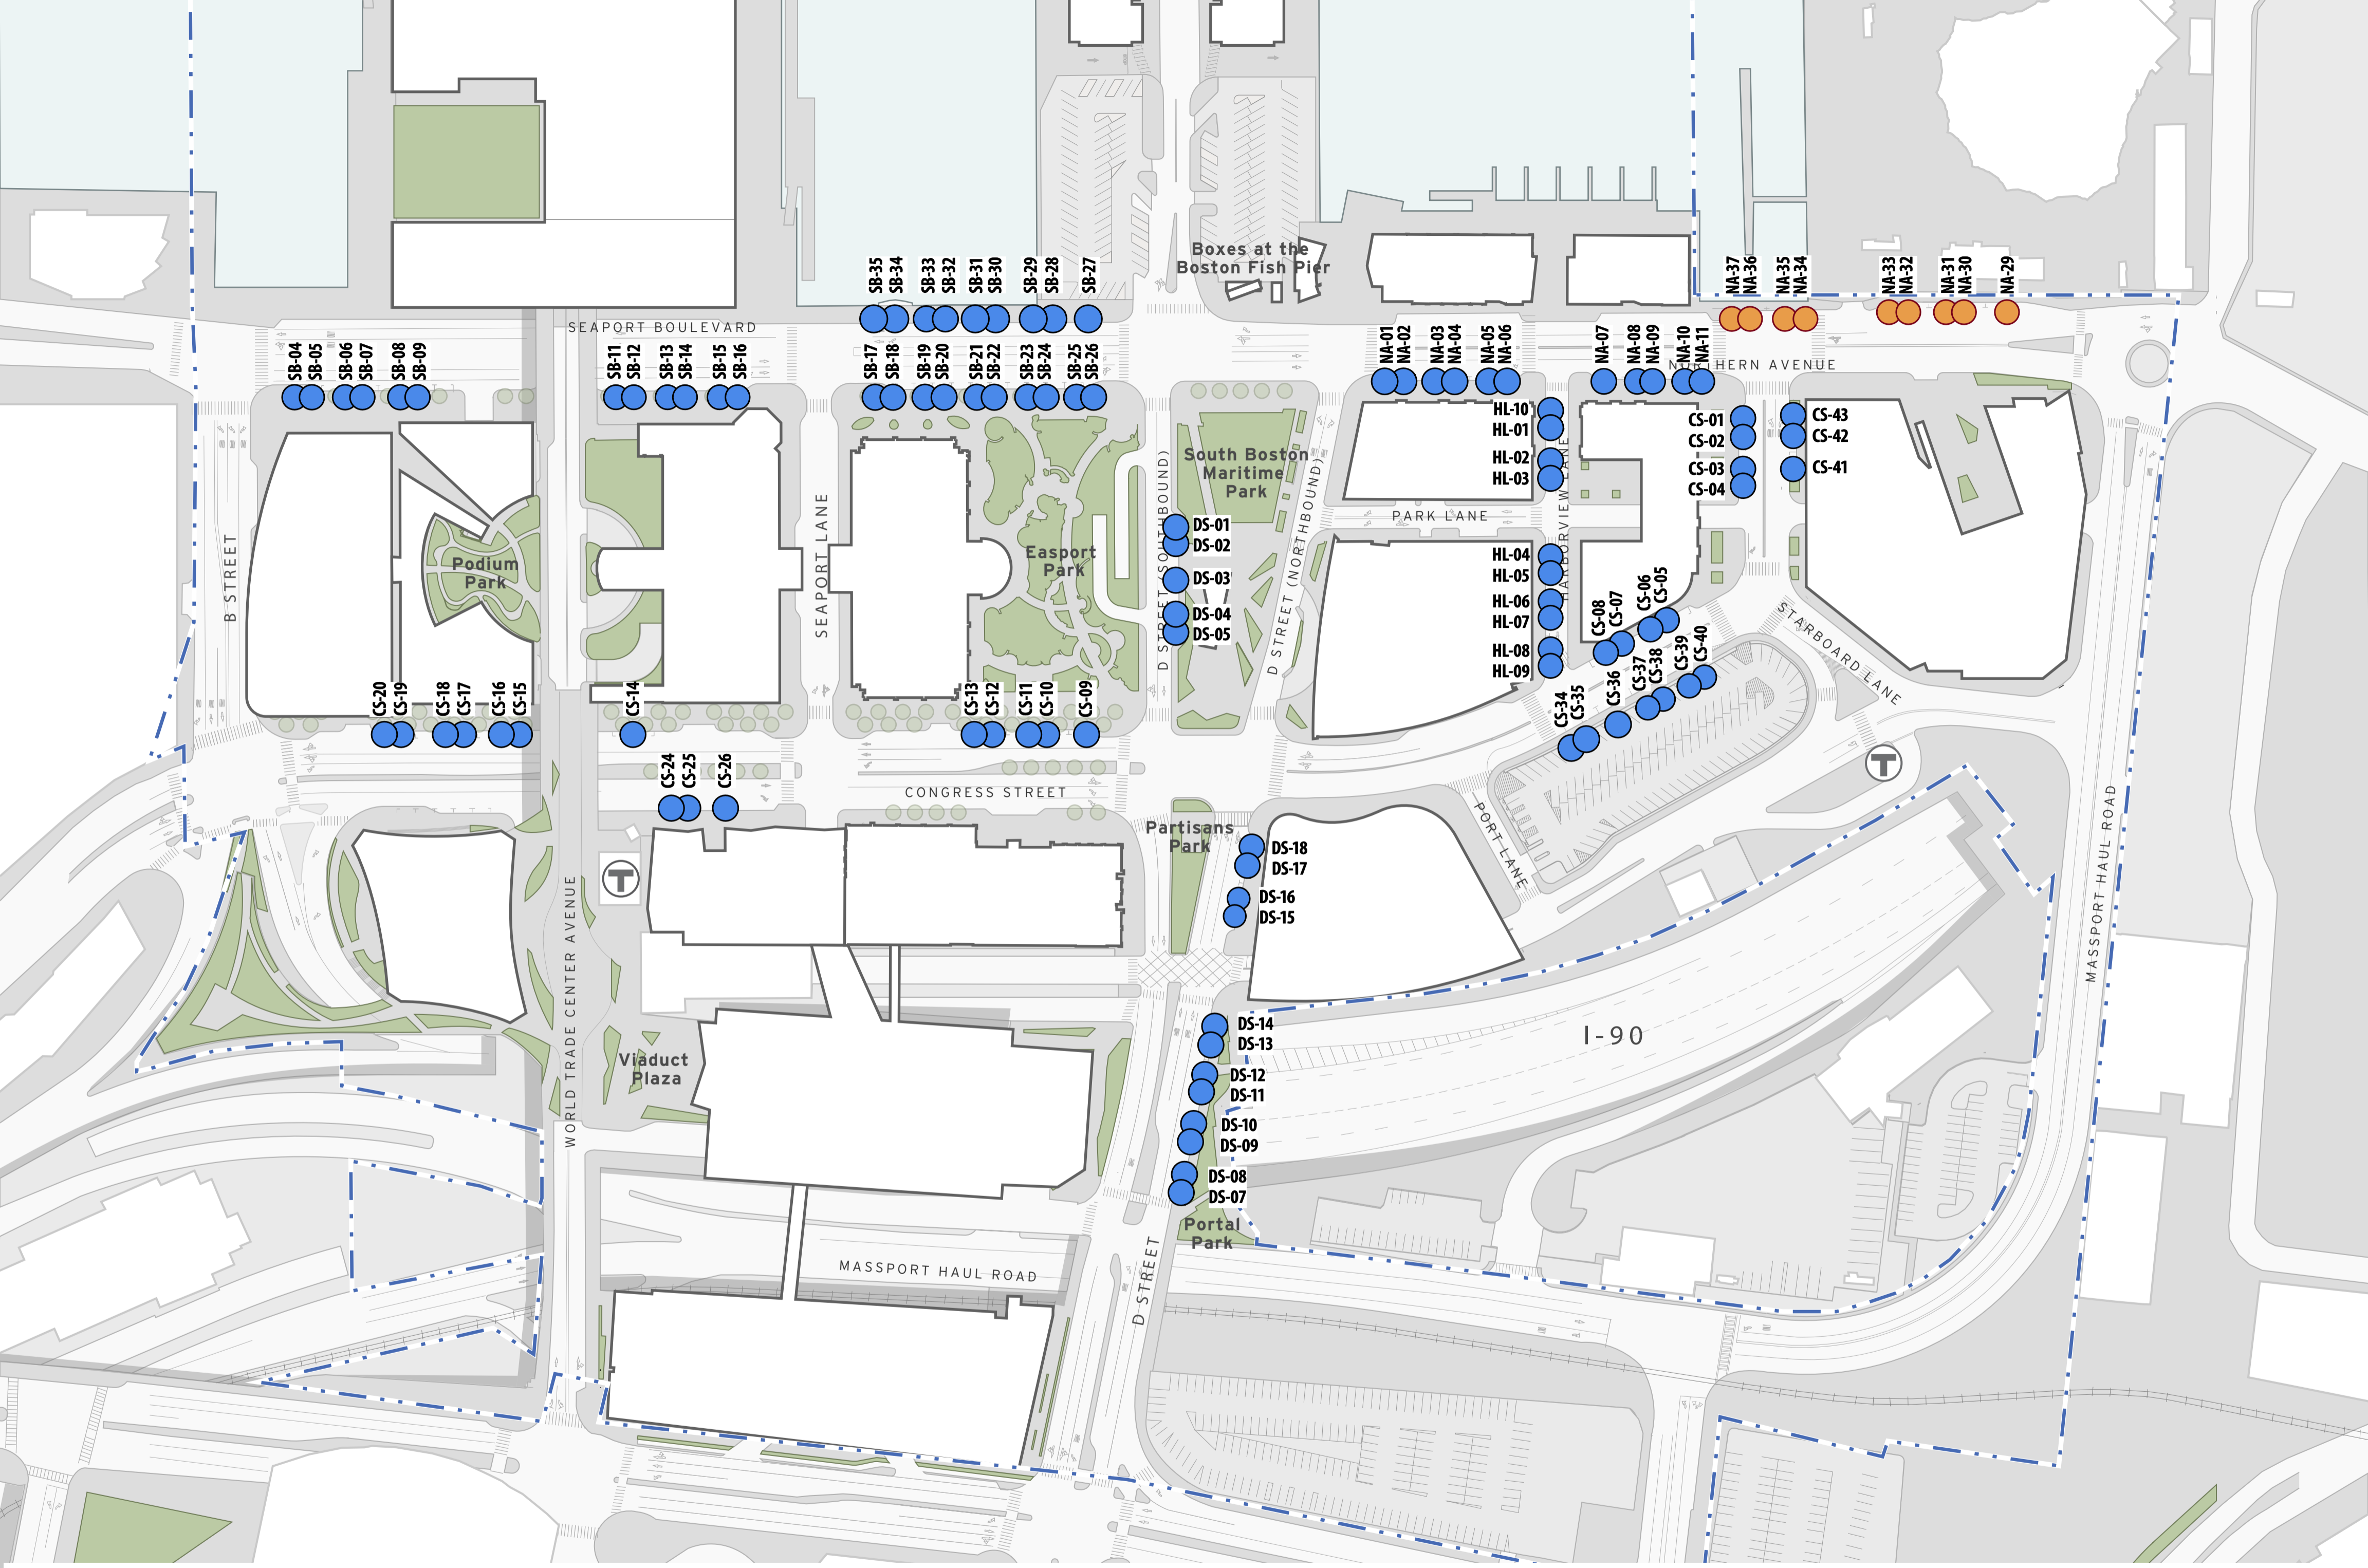 Boxes at the
Boston Fish Pier
SB-35
SB-34
SB-33
SB-32
SB-31
SB-30
SB-29
SB-28
SB-27
NA-37
NA-36
NA-35
NA-34
NA-33
NA-32
NA-31
NA-30
NA-29
SEAPORT BOULEVARD
SB-04
SB-05
SB-06
SB-07
SB-08
SB-09
SB-11
SB-12
SB-13
SB-14
SB-15
SB-16
SB-17
SB-18
SB-19
SB-20
SB-21
SB-22
SB-23
SB-24
SB-25
SB-26
NA-01
NA-02
NA-03
NA-04
NA-05
NA-06
NA-07
NA-08
NA-09
NA-10
NA-11
NORTHERN AVENUE
HL-10
HL-01
HL-02
HL-03
CS-01
CS-02
CS-03
CS-04
CS-43
CS-42
CS-41
South Boston
Maritime
Park
PARK LANE
HARBORVIEW LANE
B STREET
Podium
Park
SEAPORT LANE
Easport
Park
D STREET (SOUTHBOUND)
D STREET (NORTHBOUND)
DS-01
DS-02
DS-03
DS-04
DS-05
HL-04
HL-05
HL-06
HL-07
HL-08
HL-09
CS-08
CS-07
CS-06
CS-05
STARBOARD LANE
CS-34
CS-35
CS-36
CS-37
CS-38
CS-39
CS-40
CS-20
CS-19
CS-18
CS-17
CS-16
CS-15
CS-14
CS-13
CS-12
CS-11
CS-10
CS-09
CS-24
CS-25
CS-26
CONGRESS STREET
T
T
PORT LANE
MASSPORT HAUL ROAD
Partisans
Park
DS-18
DS-17
DS-16
DS-15
WORLD TRADE CENTER AVENUE
Viaduct
Plaza
DS-14
DS-13
DS-12
DS-11
DS-10
DS-09
DS-08
DS-07
I-90
Portal
Park
MASSPORT HAUL ROAD
D STREET